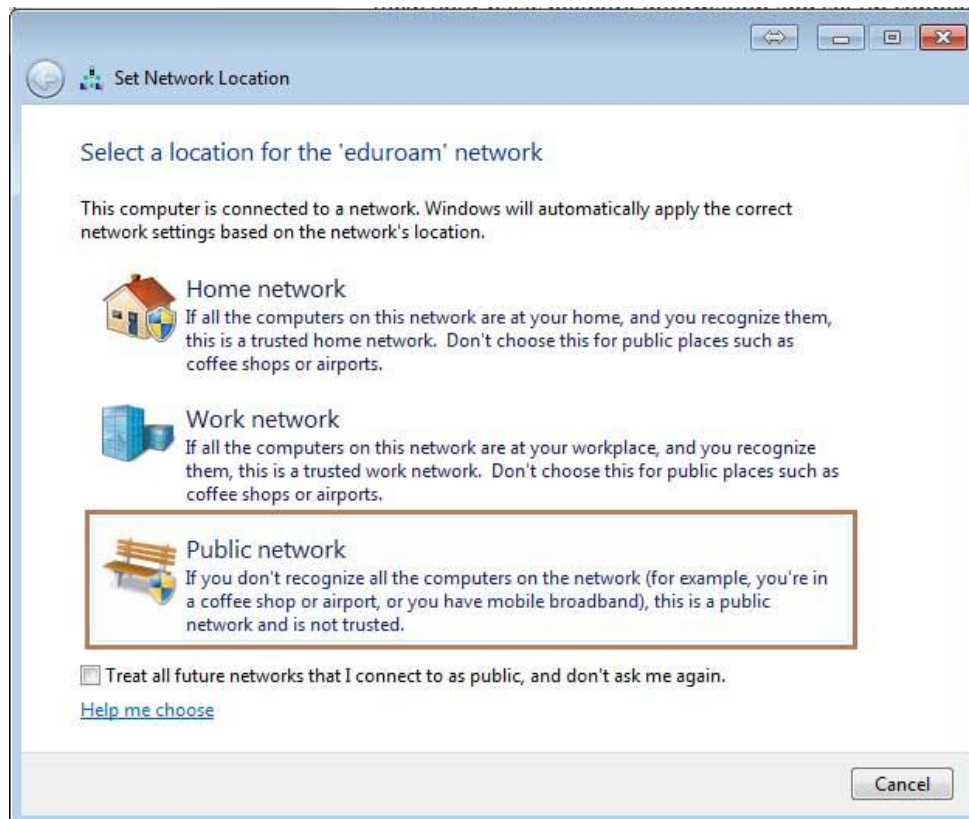 Set Network Location
Select a location for the 'eduroam' network
This computer is connected to a network. Windows will automatically apply the correct
network settings based on the network's location.
Home network
If all the computers on this network are at your home, and you recognize them,
this is a trusted home network.  Don't choose this for public places such as
coffee shops or airports.
Work network
If all the computers on this network are at your workplace, and you recognize
them, this is a trusted work network.  Don't choose this for public places such as
coffee shops or airports.
Public network
If you don't recognize all the computers on the network (for example, you're in
a coffee shop or airport, or you have mobile broadband), this is a public
network and is not trusted.
Treat all future networks that I connect to as public, and don't ask me again.
Help me choose
Cancel